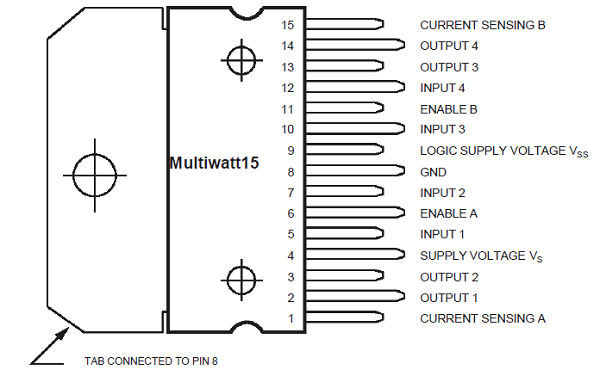 15 CURRENT SENSING B
14 OUTPUT 4
13 OUTPUT 3
12 INPUT 4
11 ENABLE B
10 INPUT 3
Multiwatt15
9 LOGIC SUPPLY VOLTAGE VSS
8 GND
7 INPUT 2
6 ENABLE A
5 INPUT 1
4 SUPPLY VOLTAGE VS
3 OUTPUT 2
2 OUTPUT 1
1 CURRENT SENSING A
TAB CONNECTED TO PIN 8